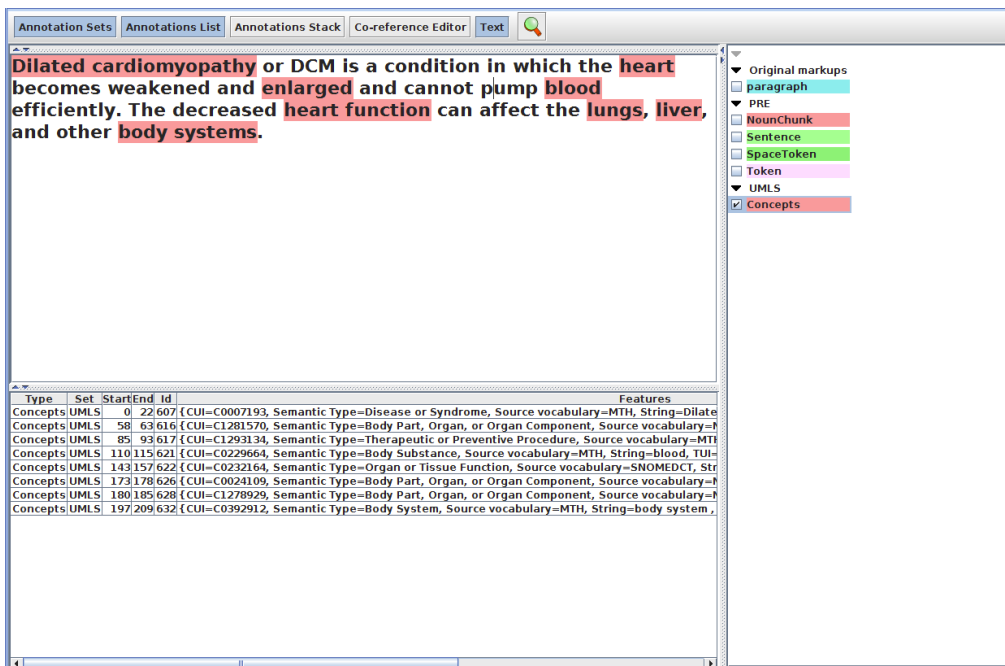 Annotation Sets Annotations List Annotations Stack Co-reference Editor Text
Dilated cardiomyopathy or DCM is a condition in which the heart
becomes weakened and enlarged and cannot pump blood
efficiently. The decreased heart function can affect the lungs, liver,
and other body systems.
Original markups
paragraph
PRE
NounChunk
Sentence
SpaceToken
Token
UMLS
Concepts
Type Set Start End Id Features
Concepts UMLS 0 22 607 {CUI=C0007193, Semantic Type=Disease or Syndrome, Source vocabulary=MTH, String=Dilate
Concepts UMLS 58 63 616 {CUI=C1281570, Semantic Type=Body Part, Organ, or Organ Component, Source vocabulary=
Concepts UMLS 85 93 617 {CUI=C1293134, Semantic Type=Therapeutic or Preventive Procedure, Source vocabulary=MTH
Concepts UMLS 110 115 621 {CUI=C0229664, Semantic Type=Body Substance, Source vocabulary=MTH, String=blood, TUI=
Concepts UMLS 143 157 622 {CUI=C0232164, Semantic Type=Organ or Tissue Function, Source vocabulary=SNOMEDCT, Str
Concepts UMLS 173 178 626 {CUI=C0024109, Semantic Type=Body Part, Organ, or Organ Component, Source vocabulary=
Concepts UMLS 180 185 628 {CUI=C1278929, Semantic Type=Body Part, Organ, or Organ Component, Source vocabulary=
Concepts UMLS 197 209 632 {CUI=C0392912, Semantic Type=Body System, Source vocabulary=MTH, String=body system ,